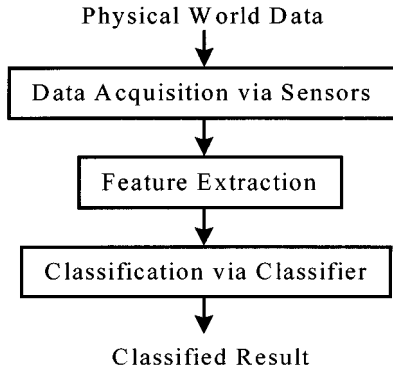 Physical World Data
Data Acquisition via Sensors
Feature Extraction
Classification via Classifier
Classified Result